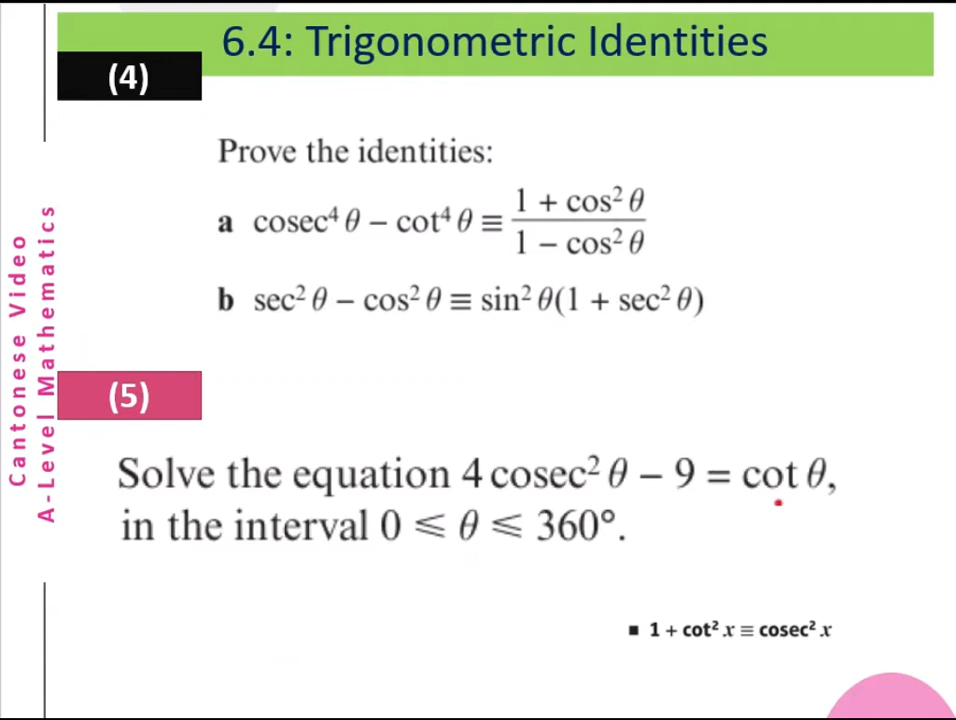 6.4: Trigonometric Identities
(4)
Prove the identities:
a cosec⁴ θ – cot⁴ θ ≡ (1 + cos² θ)/(1 – cos² θ)
b sec² θ – cos² θ ≡ sin² θ(1 + sec² θ)
Cantonese Video
A-Level Mathematics
(5)
Solve the equation 4 cosec² θ – 9 = cot θ,
in the interval 0 ⩽ θ ⩽ 360°.
■ 1 + cot² x ≡ cosec² x